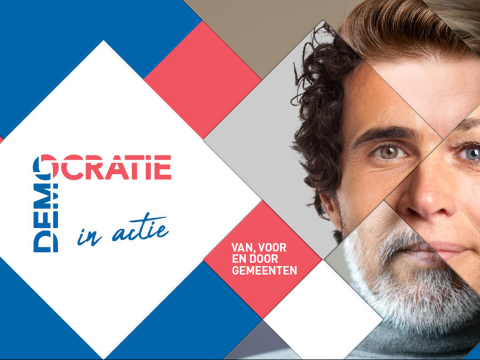 DEMOCRATIE
in actie
VAN, VOOR
EN DOOR
GEMEENTEN